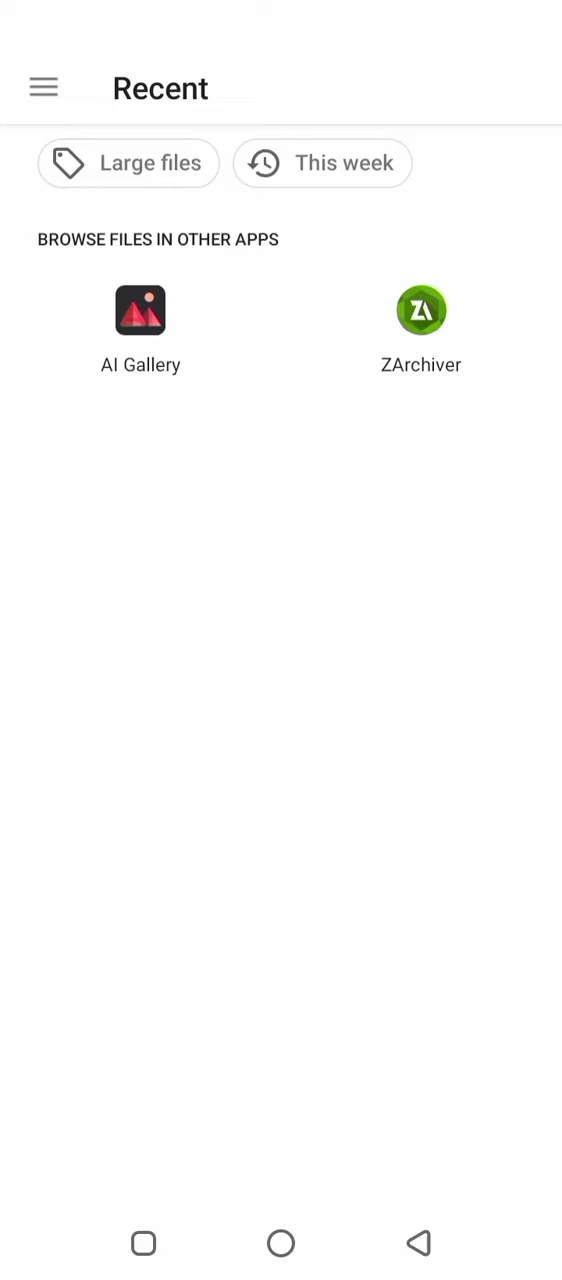 Recent
Large files
This week
BROWSE FILES IN OTHER APPS
AI Gallery
ZArchiver